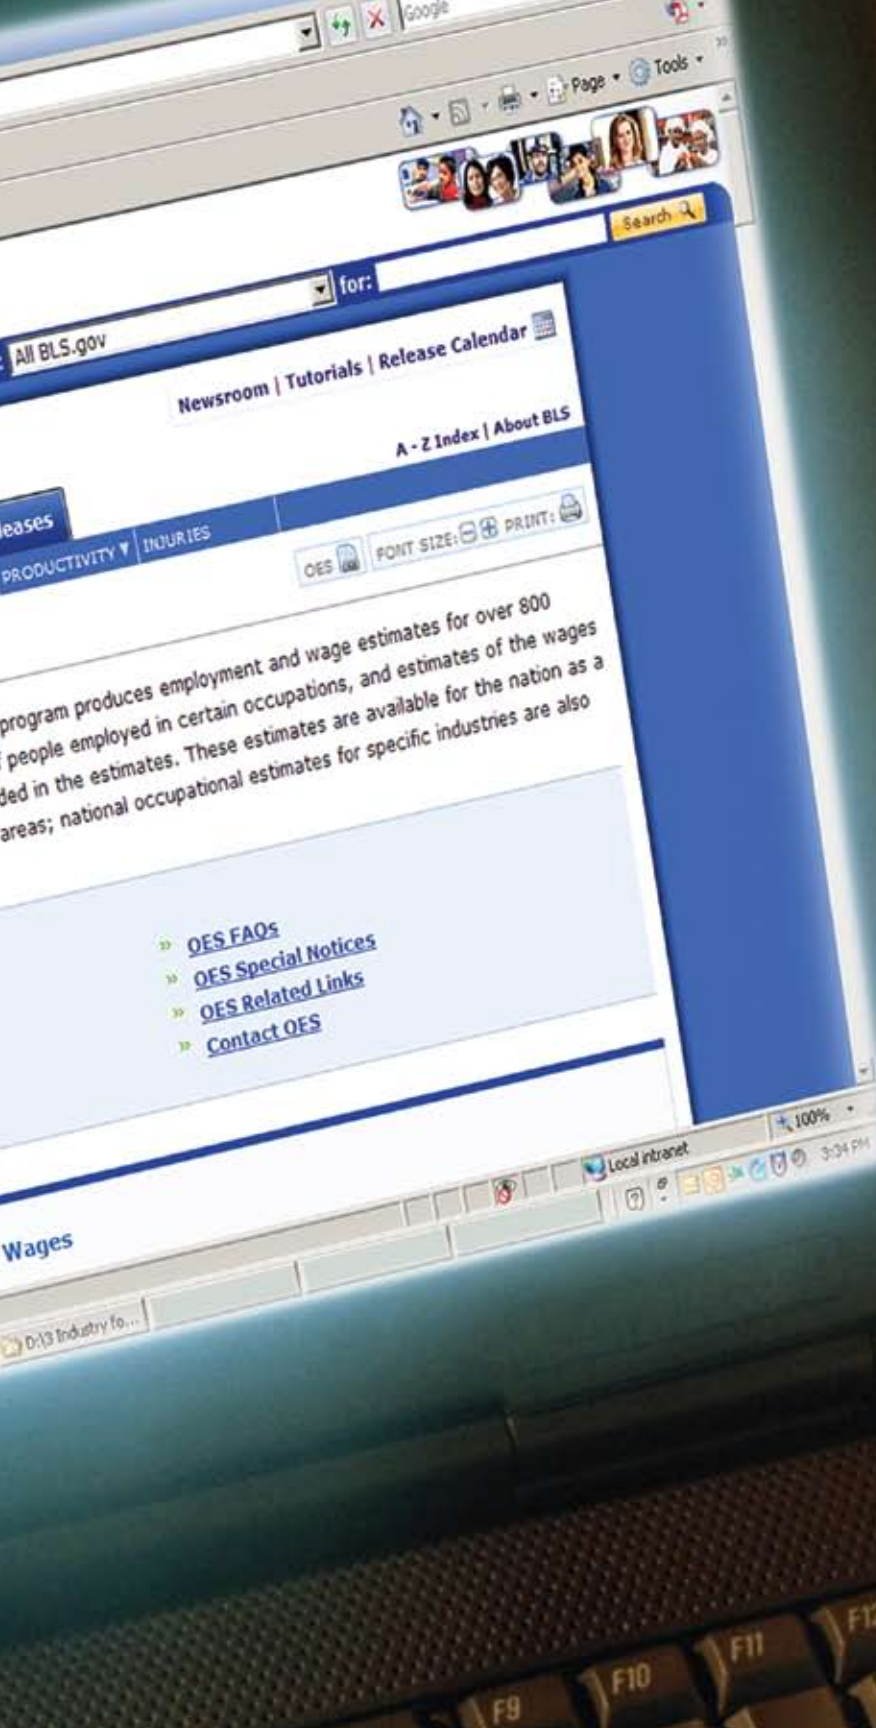 Google
Page
Tools
Search
All BLS.gov
for:
Newsroom | Tutorials | Release Calendar
A - Z Index | About BLS
leases
PRODUCTIVITY
INJURIES
OES
FONT SIZE:
PRINT:
program produces employment and wage estimates for over 800
f people employed in certain occupations, and estimates of the wages
ded in the estimates. These estimates are available for the nation as a
areas; national occupational estimates for specific industries are also
» OES FAQs
» OES Special Notices
» OES Related Links
» Contact OES
100%
Local intranet
3:34 PM
Wages
D:\3 Industry fo...
F9
F10
F11
F12